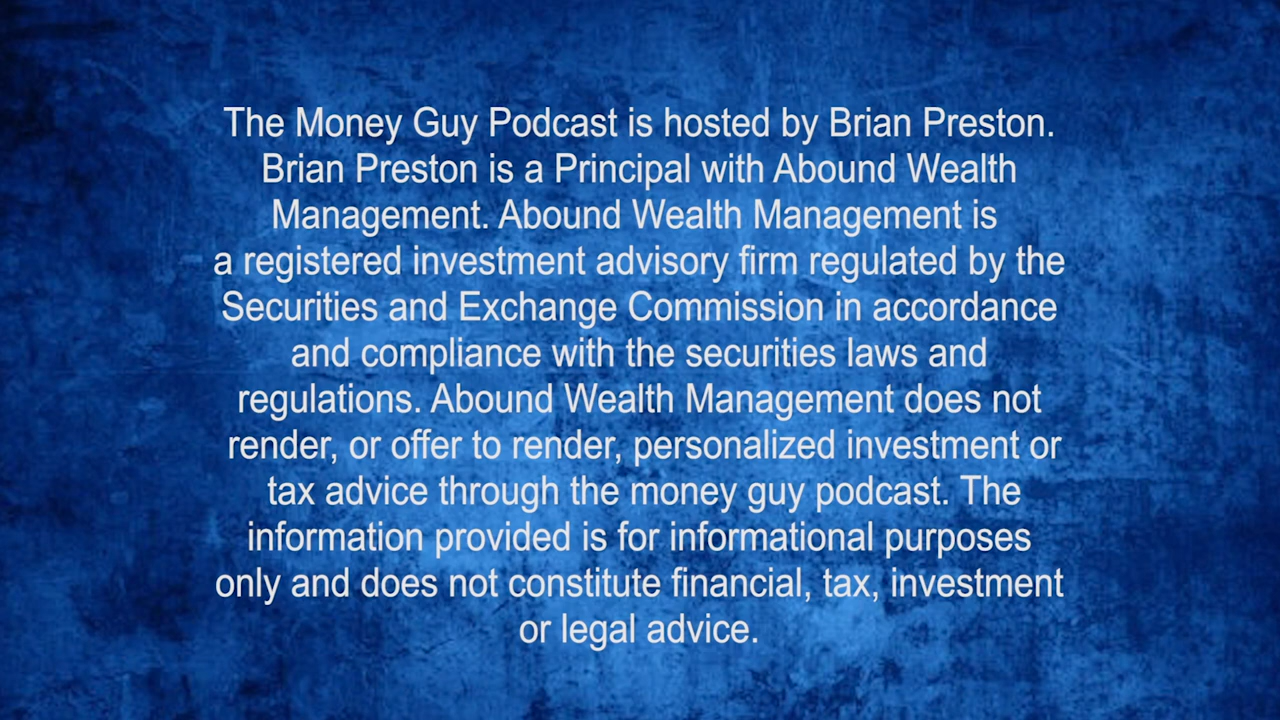 The Money Guy Podcast is hosted by Brian Preston.
Brian Preston is a Principal with Abound Wealth
Management. Abound Wealth Management is
a registered investment advisory firm regulated by the
Securities and Exchange Commission in accordance
and compliance with the securities laws and
regulations. Abound Wealth Management does not
render, or offer to render, personalized investment or
tax advice through the money guy podcast. The
information provided is for informational purposes
only and does not constitute financial, tax, investment
or legal advice.